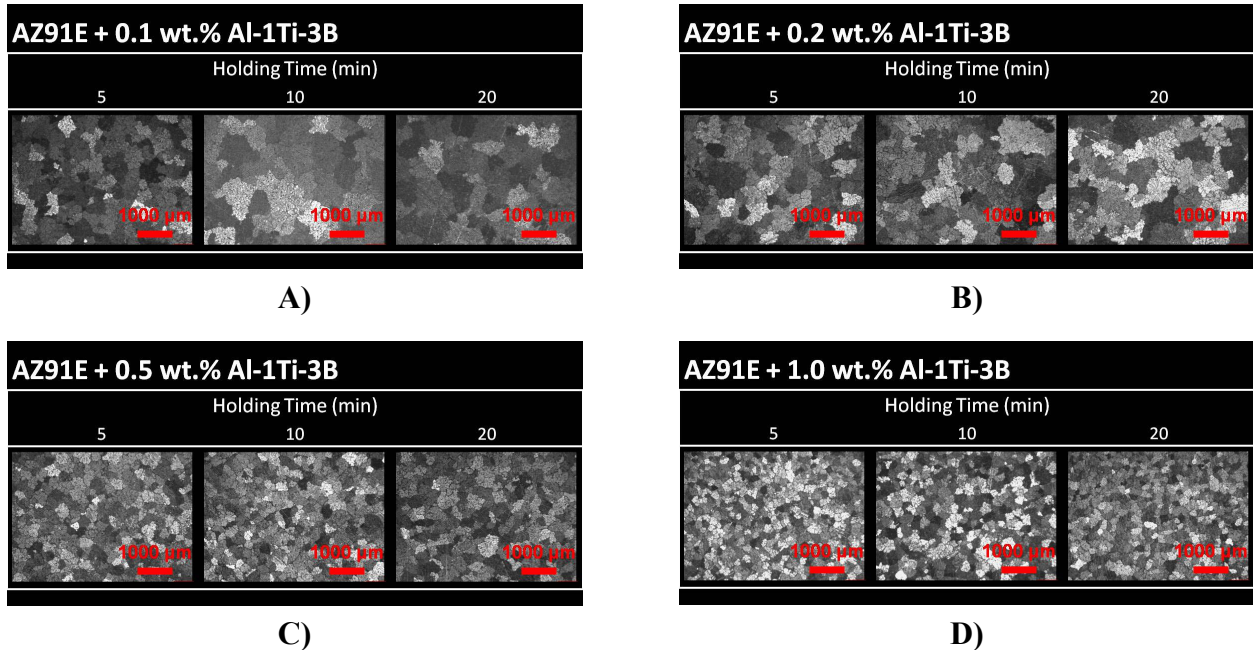 AZ91E + 0.1 wt.% Al-1Ti-3B
Holding Time (min)
5 10 20
1000 µm 1000 µm 1000 µm
A)
AZ91E + 0.2 wt.% Al-1Ti-3B
Holding Time (min)
5 10 20
1000 µm 1000 µm 1000 µm
B)
AZ91E + 0.5 wt.% Al-1Ti-3B
Holding Time (min)
5 10 20
1000 µm 1000 µm 1000 µm
C)
AZ91E + 1.0 wt.% Al-1Ti-3B
Holding Time (min)
5 10 20
1000 µm 1000 µm 1000 µm
D)